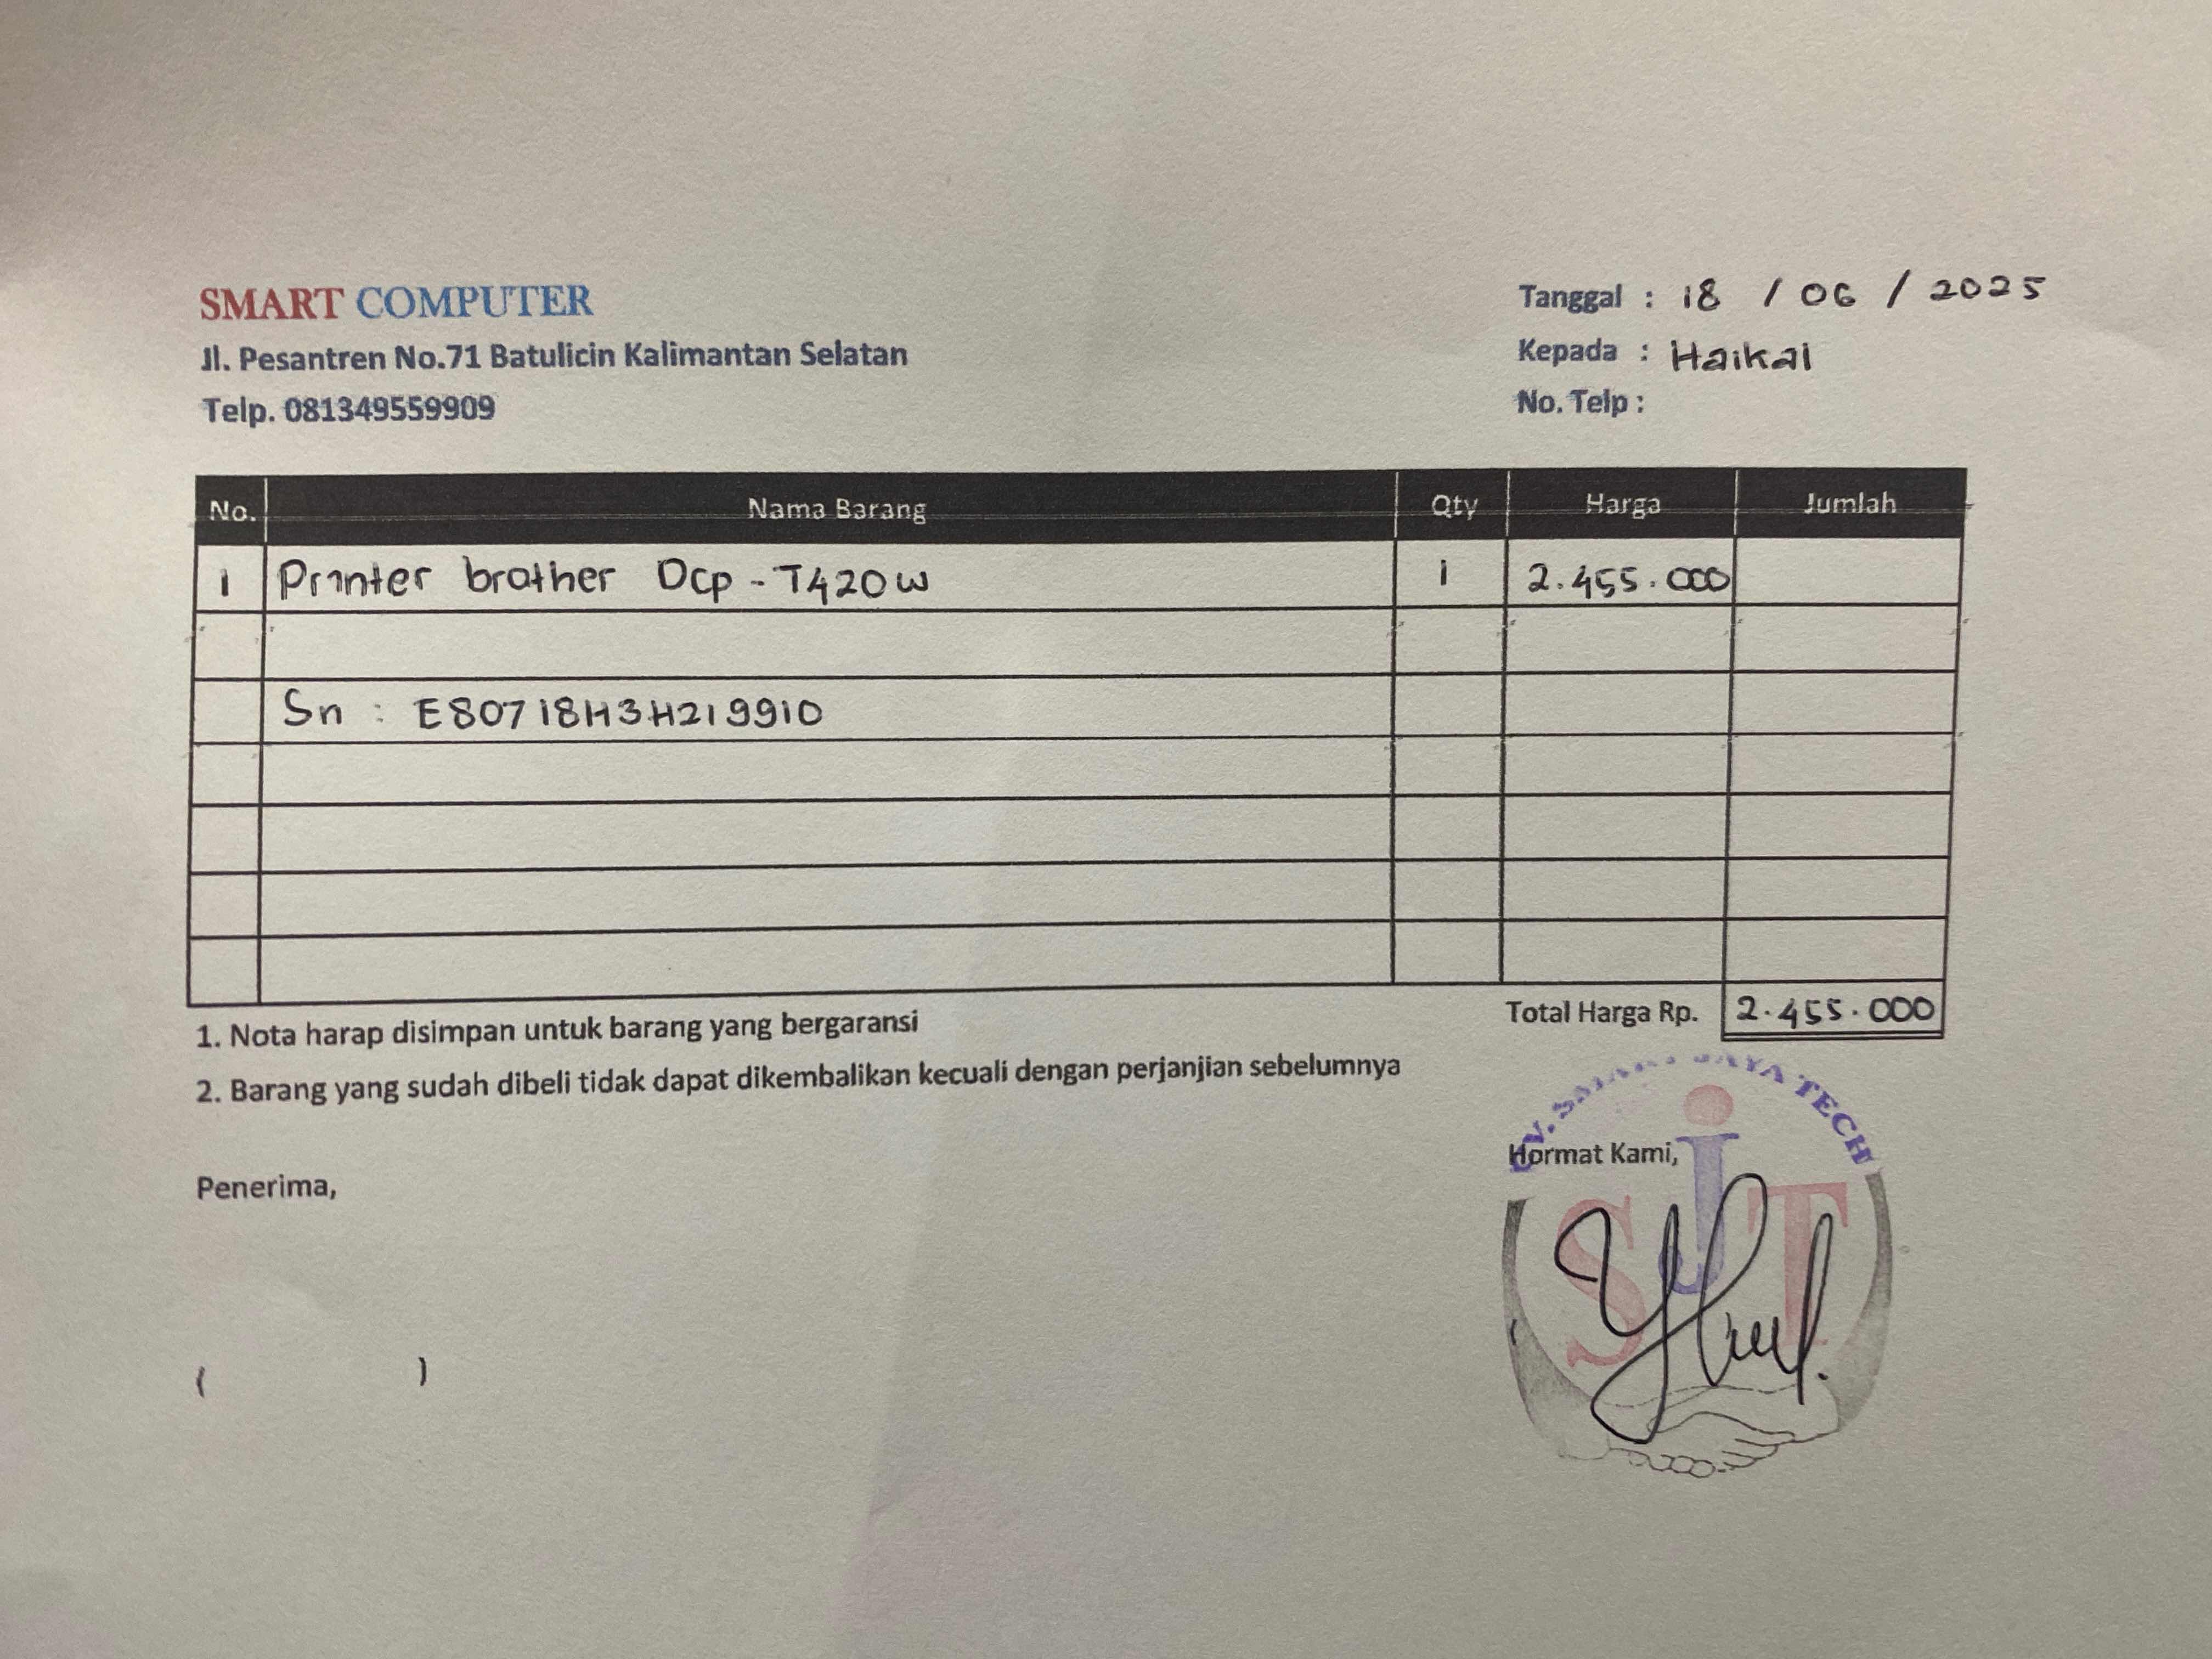 SMART COMPUTER
Jl. Pesantren No.71 Batulicin Kalimantan Selatan
Telp. 081349559909
Tanggal : 18 / 06 / 2025
Kepada : Haikal
No. Telp :
No. Nama Barang Qty Harga Jumlah
1 Printer brother Dcp - T420w 1 2.455.000
Sn : E80718H3H219910
Total Harga Rp. 2.455.000
1. Nota harap disimpan untuk barang yang bergaransi
2. Barang yang sudah dibeli tidak dapat dikembalikan kecuali dengan perjanjian sebelumnya
Penerima,
( )
Hormat Kami,
JAYA TECH
SJT